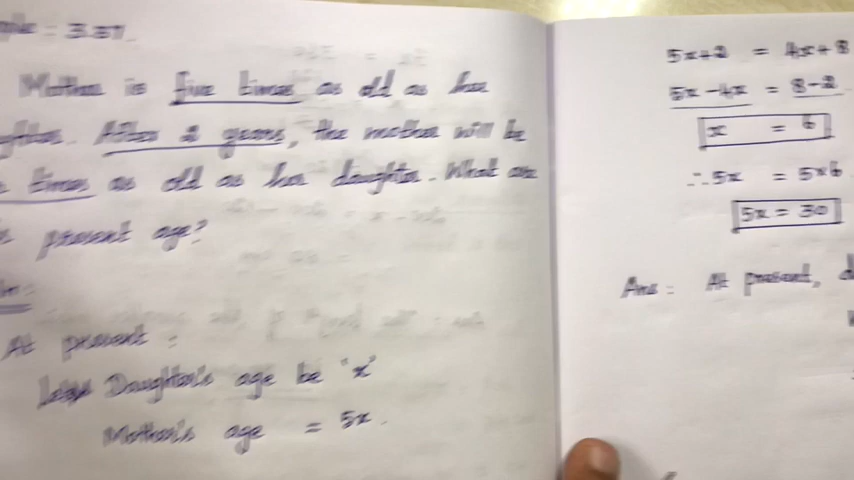 = 3.37
Mother is five times as old as her
After 2 years, the mother will be
times as old as her daughter. What are
present age?
At present :
Daughter's age be "x"
Mother's age = 5x.
5x+2 = 4x+8
5x-4x = 8-2
x = 6
∴ 5x = 5×6
5x = 30
Ans : At present,